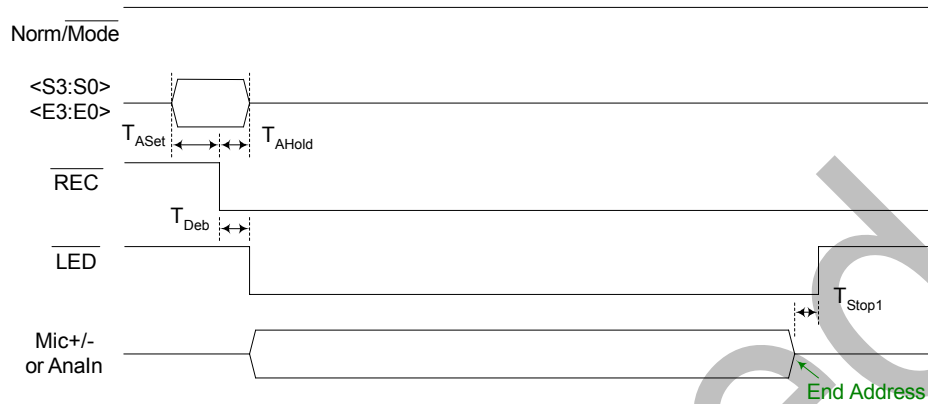 Norm/Mode
<S3:S0>
<E3:E0>
TASet
TAHold
REC
TDeb
LED
TStop1
Mic+/-
or AnaIn
End Address